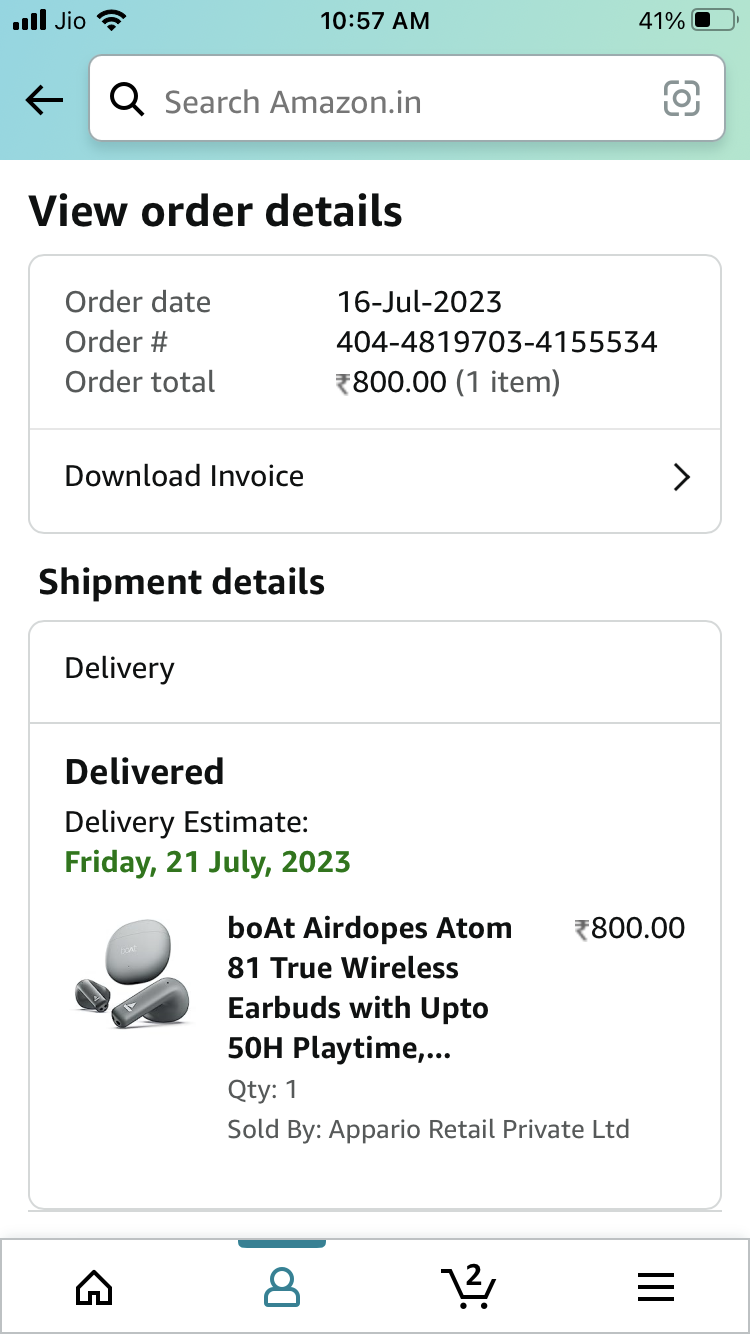 Jio
10:57 AM
41%
Search Amazon.in
View order details
Order date 16-Jul-2023
Order # 404-4819703-4155534
Order total ₹800.00 (1 item)
Download Invoice
Shipment details
Delivery
Delivered
Delivery Estimate:
Friday, 21 July, 2023
boAt Airdopes Atom ₹800.00
81 True Wireless
Earbuds with Upto
50H Playtime,...
Qty: 1
Sold By: Appario Retail Private Ltd
2